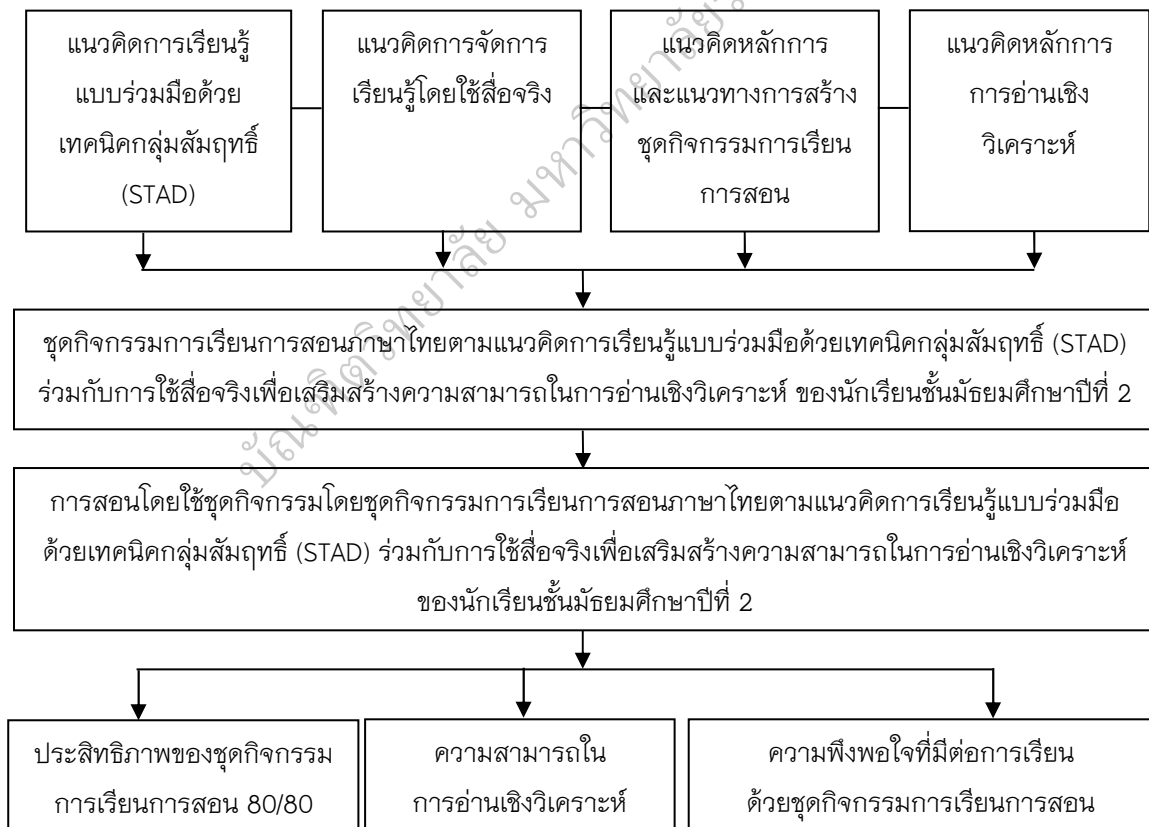 แนวคิดการเรียนรู้
แบบร่วมมือด้วย
เทคนิคกลุ่มสัมฤทธิ์
(STAD)
แนวคิดการจัดการ
เรียนรู้โดยใช้สื่อจริง
แนวคิดหลักการ
และแนวทางการสร้าง
ชุดกิจกรรมการเรียน
การสอน
แนวคิดหลักการ
การอ่านเชิง
วิเคราะห์
ชุดกิจกรรมการเรียนการสอนภาษาไทยตามแนวคิดการเรียนรู้แบบร่วมมือด้วยเทคนิคกลุ่มสัมฤทธิ์ (STAD)
ร่วมกับการใช้สื่อจริงเพื่อเสริมสร้างความสามารถในการอ่านเชิงวิเคราะห์ ของนักเรียนชั้นมัธยมศึกษาปีที่ 2
การสอนโดยใช้ชุดกิจกรรมโดยชุดกิจกรรมการเรียนการสอนภาษาไทยตามแนวคิดการเรียนรู้แบบร่วมมือ
ด้วยเทคนิคกลุ่มสัมฤทธิ์ (STAD) ร่วมกับการใช้สื่อจริงเพื่อเสริมสร้างความสามารถในการอ่านเชิงวิเคราะห์
ของนักเรียนชั้นมัธยมศึกษาปีที่ 2
ประสิทธิภาพของชุดกิจกรรม
การเรียนการสอน 80/80
ความสามารถใน
การอ่านเชิงวิเคราะห์
ความพึงพอใจที่มีต่อการเรียน
ด้วยชุดกิจกรรมการเรียนการสอน
บัณฑิตวิทยาลัย มหาวิทยาลัย